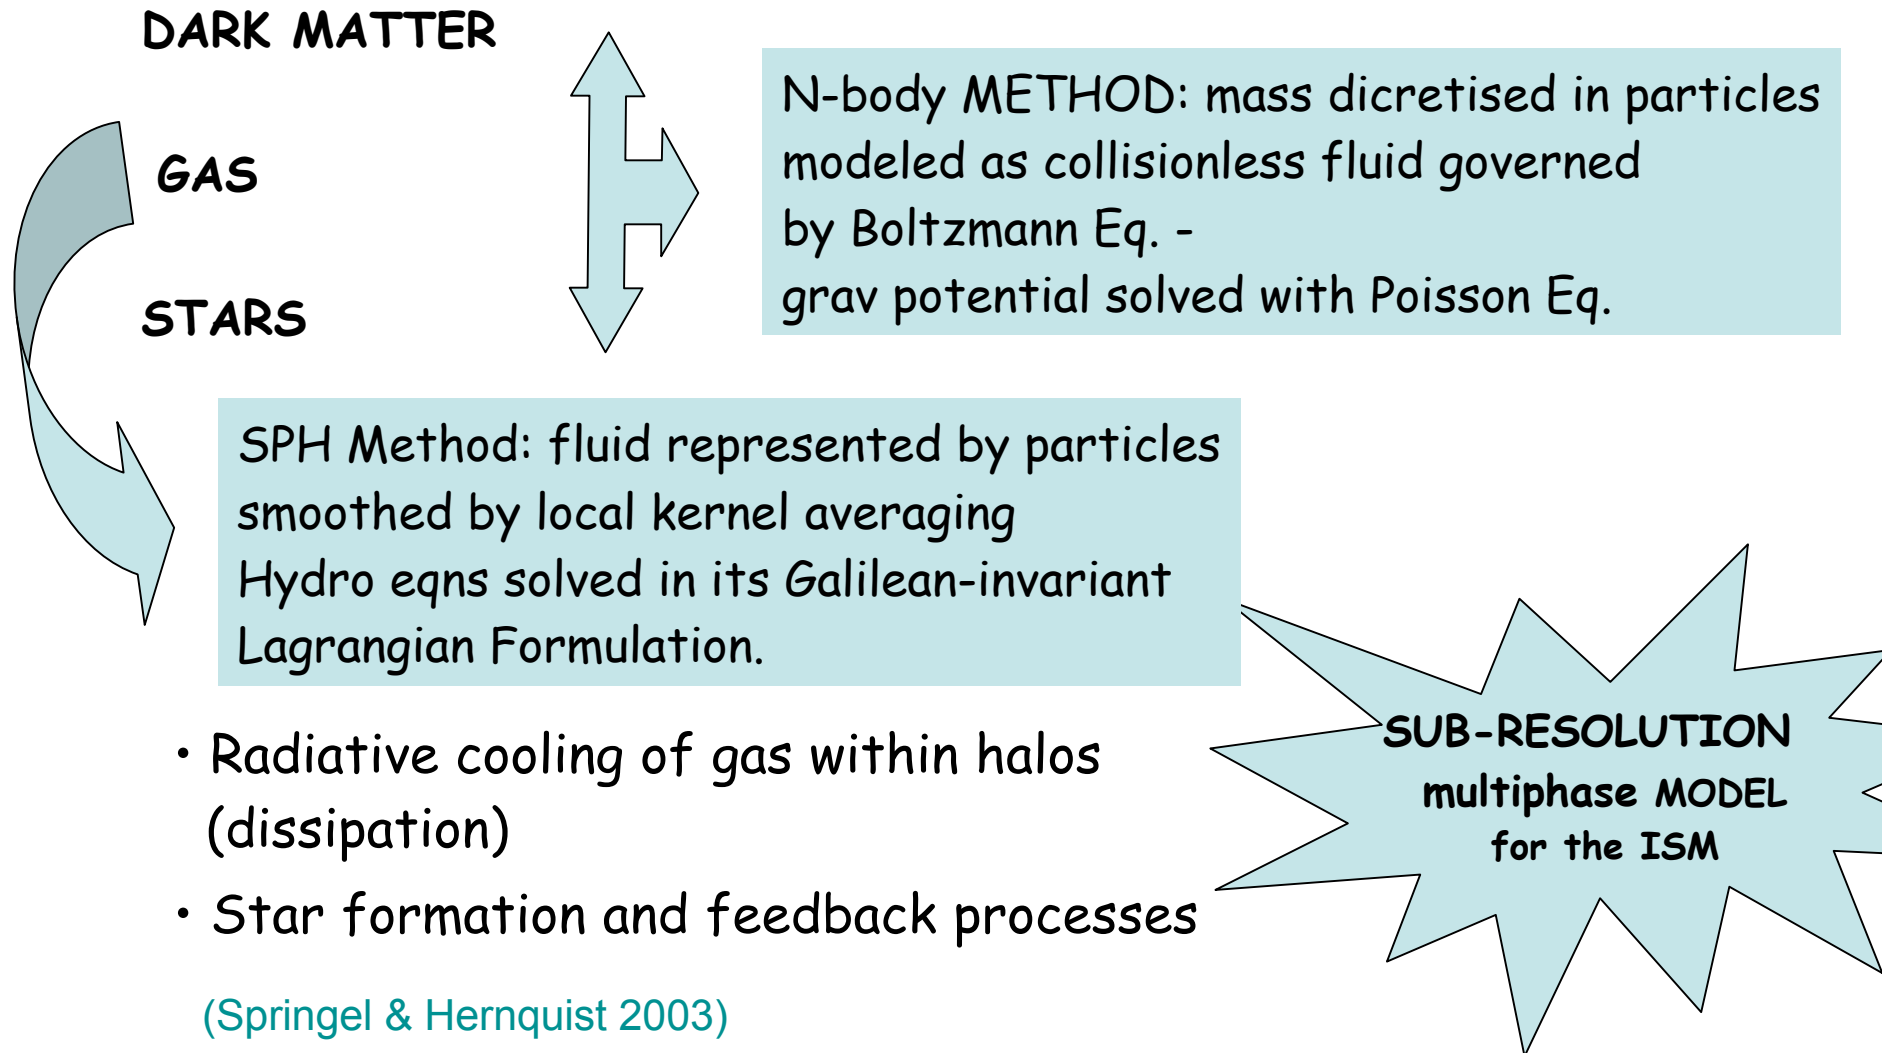 DARK MATTER
GAS
STARS
N-body METHOD: mass dicretised in particles
modeled as collisionless fluid governed
by Boltzmann Eq. -
grav potential solved with Poisson Eq.
SPH Method: fluid represented by particles
smoothed by local kernel averaging
Hydro eqns solved in its Galilean-invariant
Lagrangian Formulation.
• Radiative cooling of gas within halos
(dissipation)
• Star formation and feedback processes
(Springel & Hernquist 2003)
SUB-RESOLUTION
multiphase MODEL
for the ISM